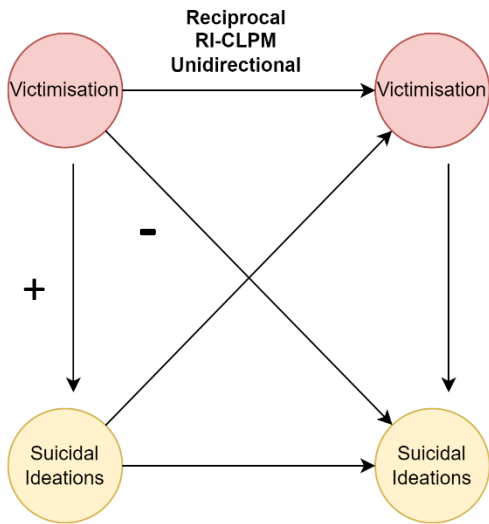 Reciprocal
RI-CLPM
Unidirectional
Victimisation
Victimisation
-
+
Suicidal
Ideations
Suicidal
Ideations